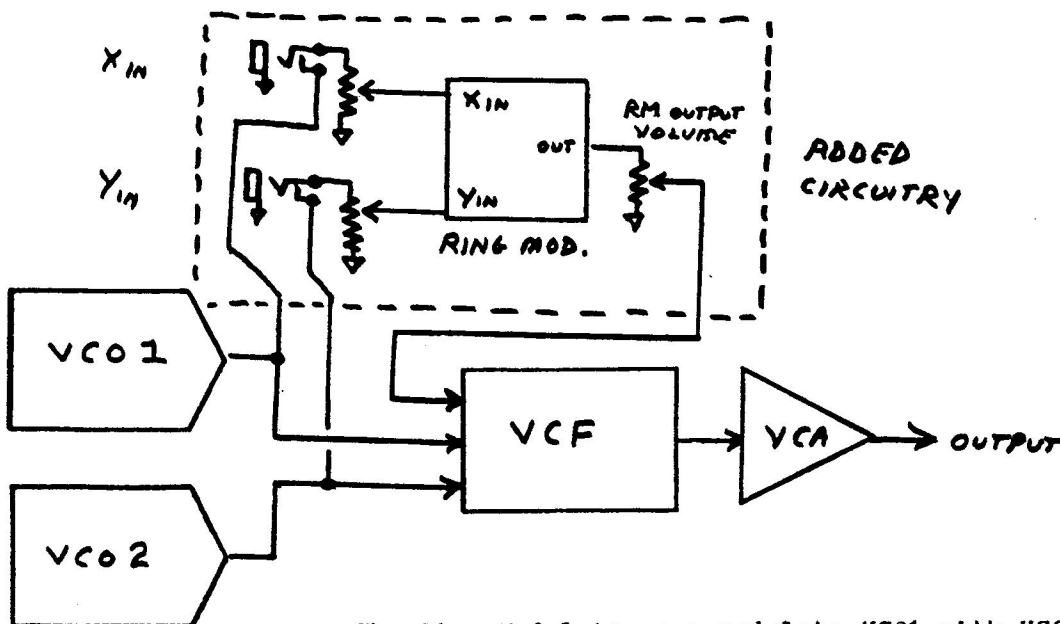 X IN
Y IN
X IN
OUT
Y IN
RM OUTPUT
VOLUME
RING MOD.
ADDED
CIRCUITRY
VCO 1
VCO 2
VCF
VCA
OUTPUT